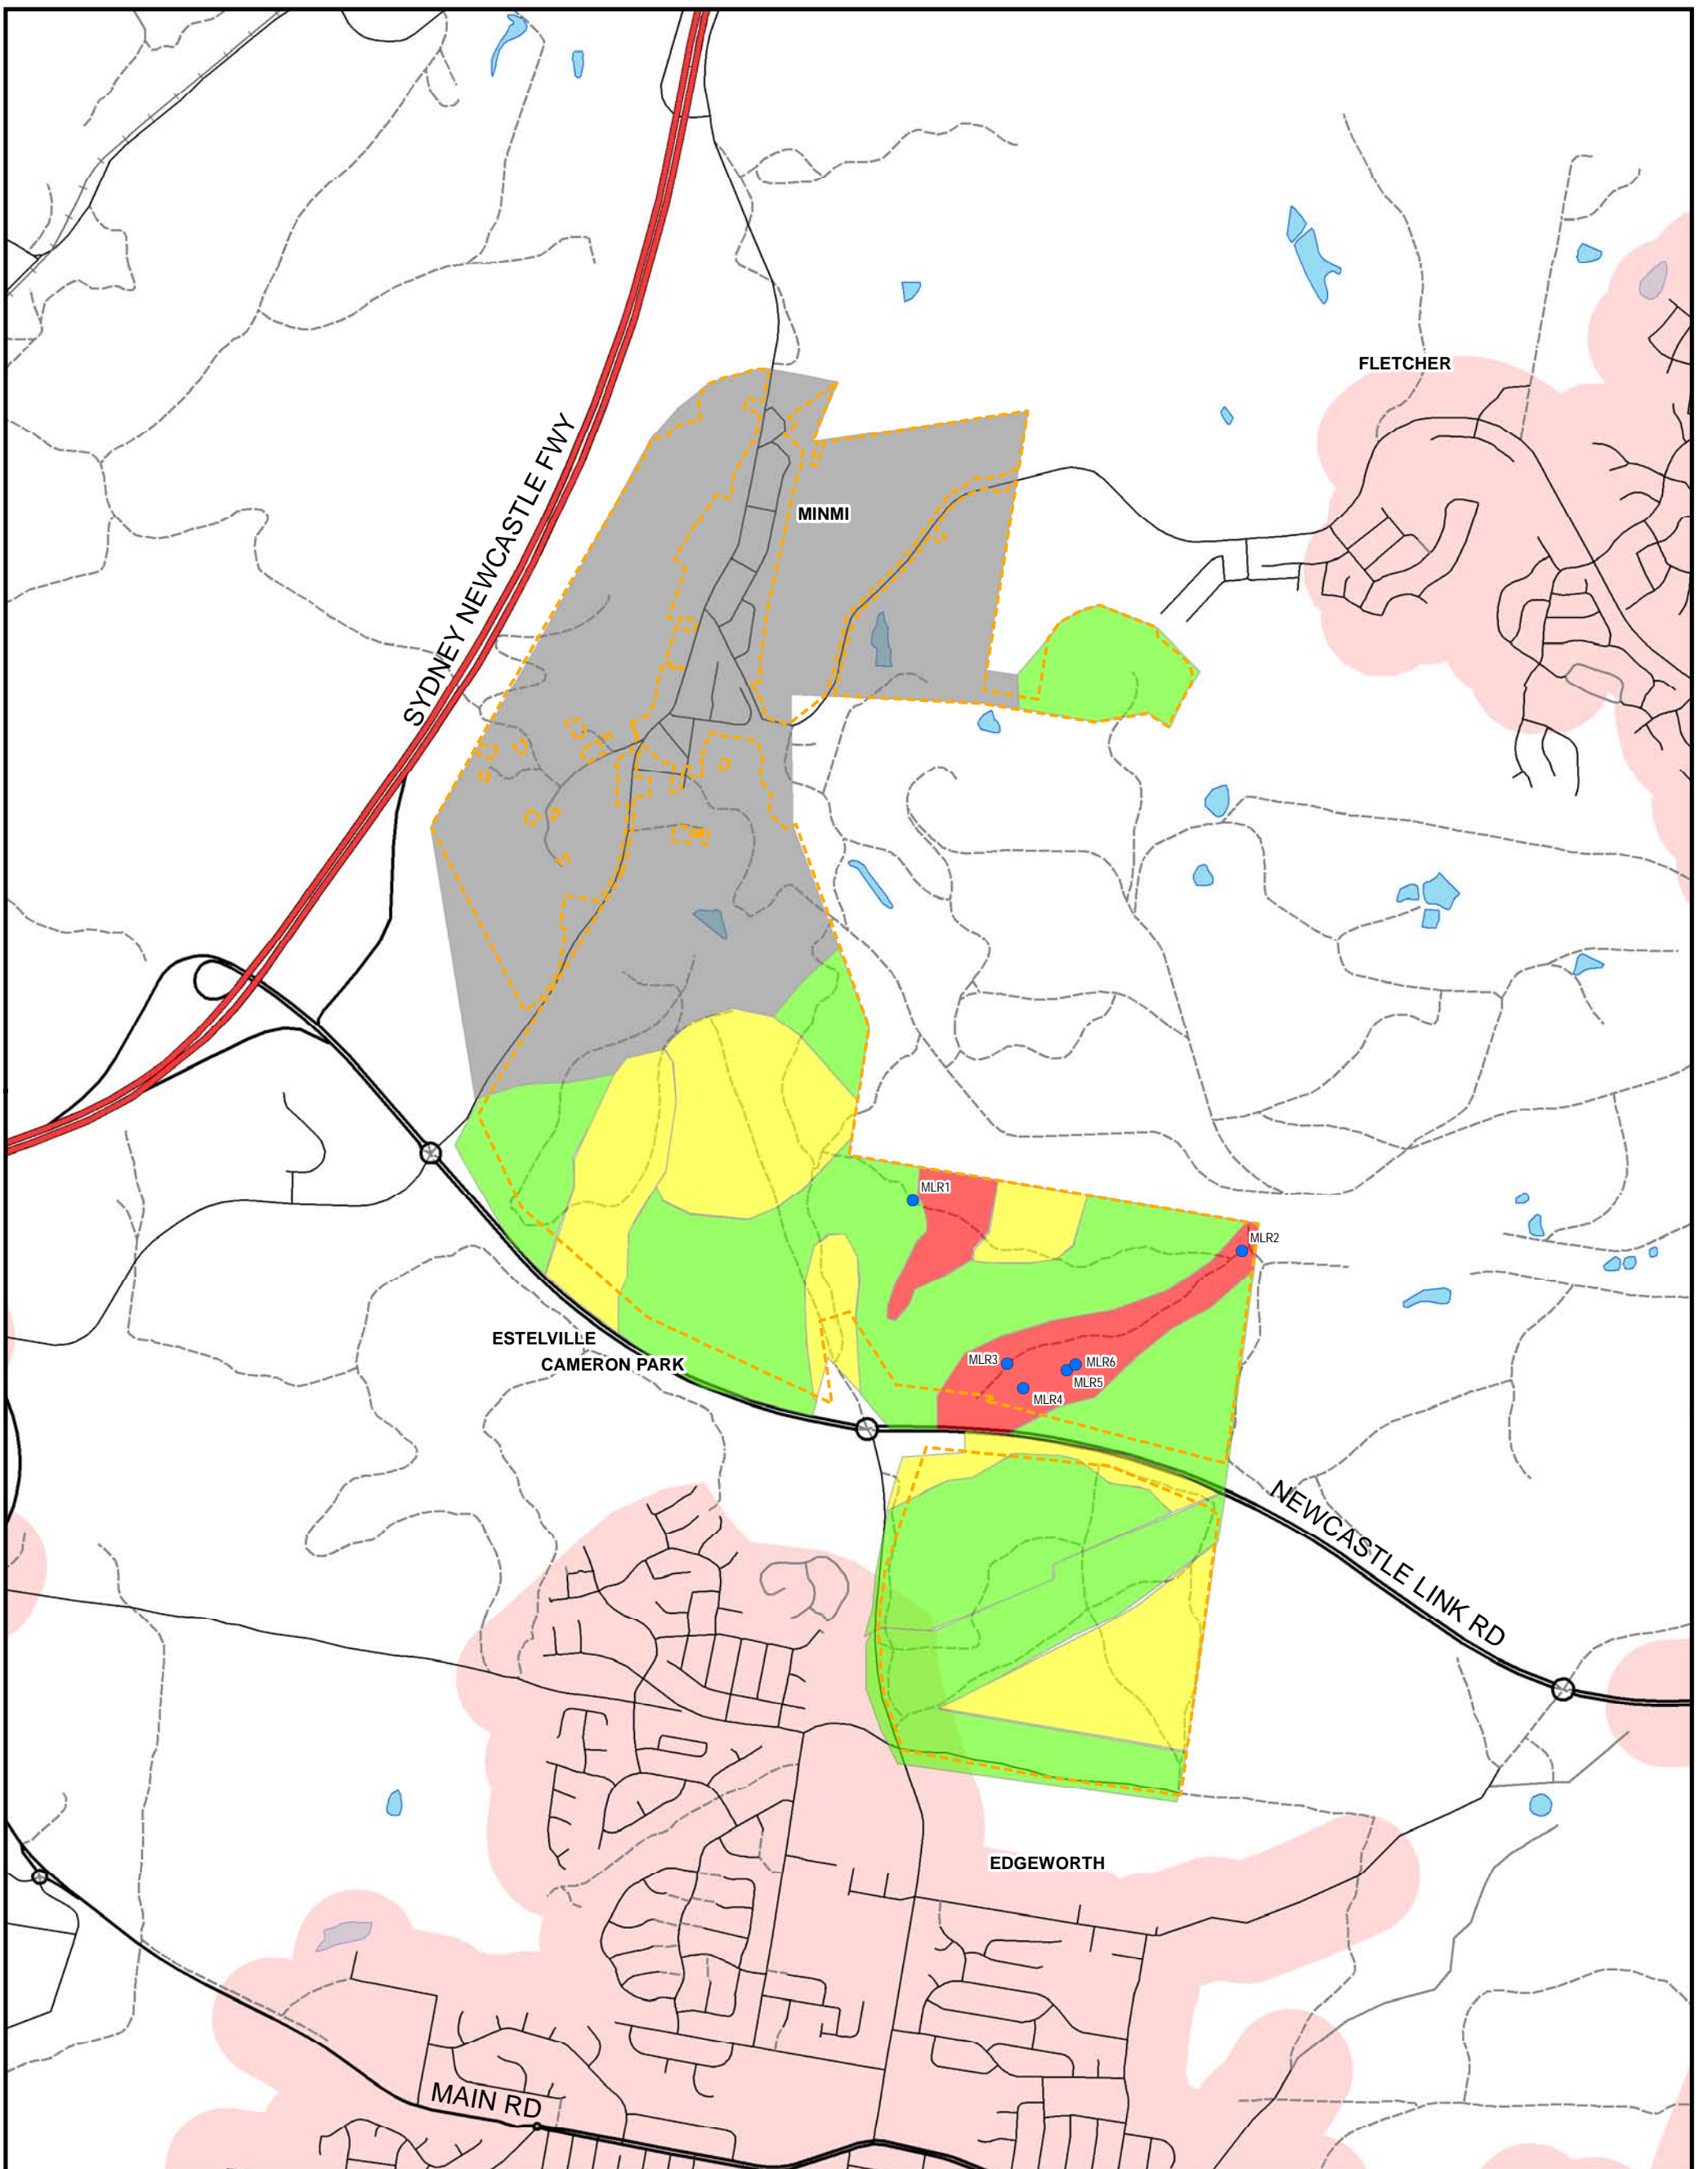 FLETCHER
SYDNEY NEWCASTLE FWY
MINMI
MLR1
MLR2
ESTELVILLE
CAMERON PARK
MLR3
MLR6
MLR5
MLR4
NEWCASTLE LINK RD
EDGEWORTH
MAIN RD